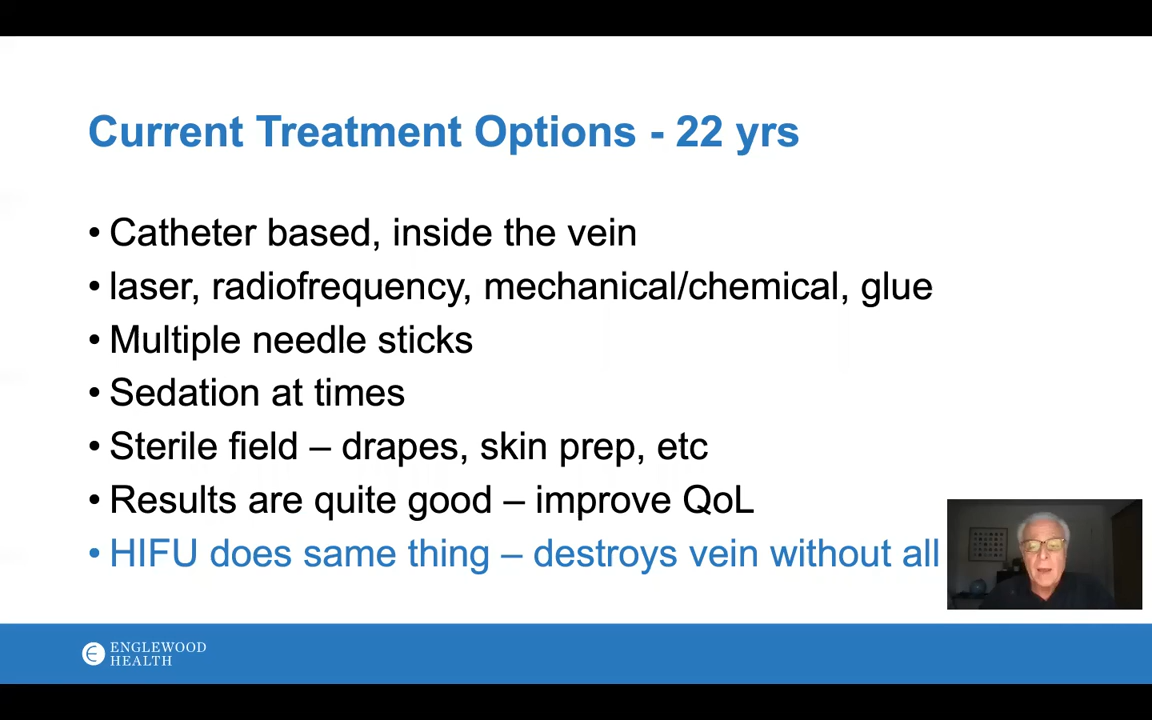 Current Treatment Options - 22 yrs
• Catheter based, inside the vein
• laser, radiofrequency, mechanical/chemical, glue
• Multiple needle sticks
• Sedation at times
• Sterile field – drapes, skin prep, etc
• Results are quite good – improve QoL
• HIFU does same thing – destroys vein without all
ENGLEWOOD
HEALTH